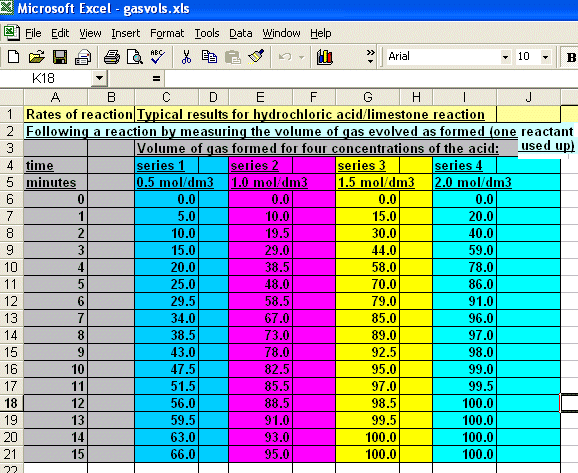 Microsoft Excel - gasvols.xls
File Edit View Insert Format Tools Data Window Help
Arial 10 B
K18 =
A B C D E F G H I J
1 Rates of reaction Typical results for hydrochloric acid/limestone reaction
2 Following a reaction by measuring the volume of gas evolved as formed (one reactant used up)
3 Volume of gas formed for four concentrations of the acid:
4 time series 1 series 2 series 3 series 4
5 minutes 0.5 mol/dm3 1.0 mol/dm3 1.5 mol/dm3 2.0 mol/dm3
6 0 0.0 0.0 0.0 0.0
7 1 5.0 10.0 15.0 20.0
8 2 10.0 19.5 30.0 40.0
9 3 15.0 29.0 44.0 59.0
10 4 20.0 38.5 58.0 78.0
11 5 25.0 48.0 70.0 86.0
12 6 29.5 58.5 79.0 91.0
13 7 34.0 67.0 85.0 96.0
14 8 38.5 73.0 89.0 97.0
15 9 43.0 78.0 92.5 98.0
16 10 47.5 82.5 95.0 99.0
17 11 51.5 85.5 97.0 99.5
18 12 56.0 88.5 98.5 100.0
19 13 59.5 91.0 99.5 100.0
20 14 63.0 93.0 100.0 100.0
21 15 66.0 95.0 100.0 100.0